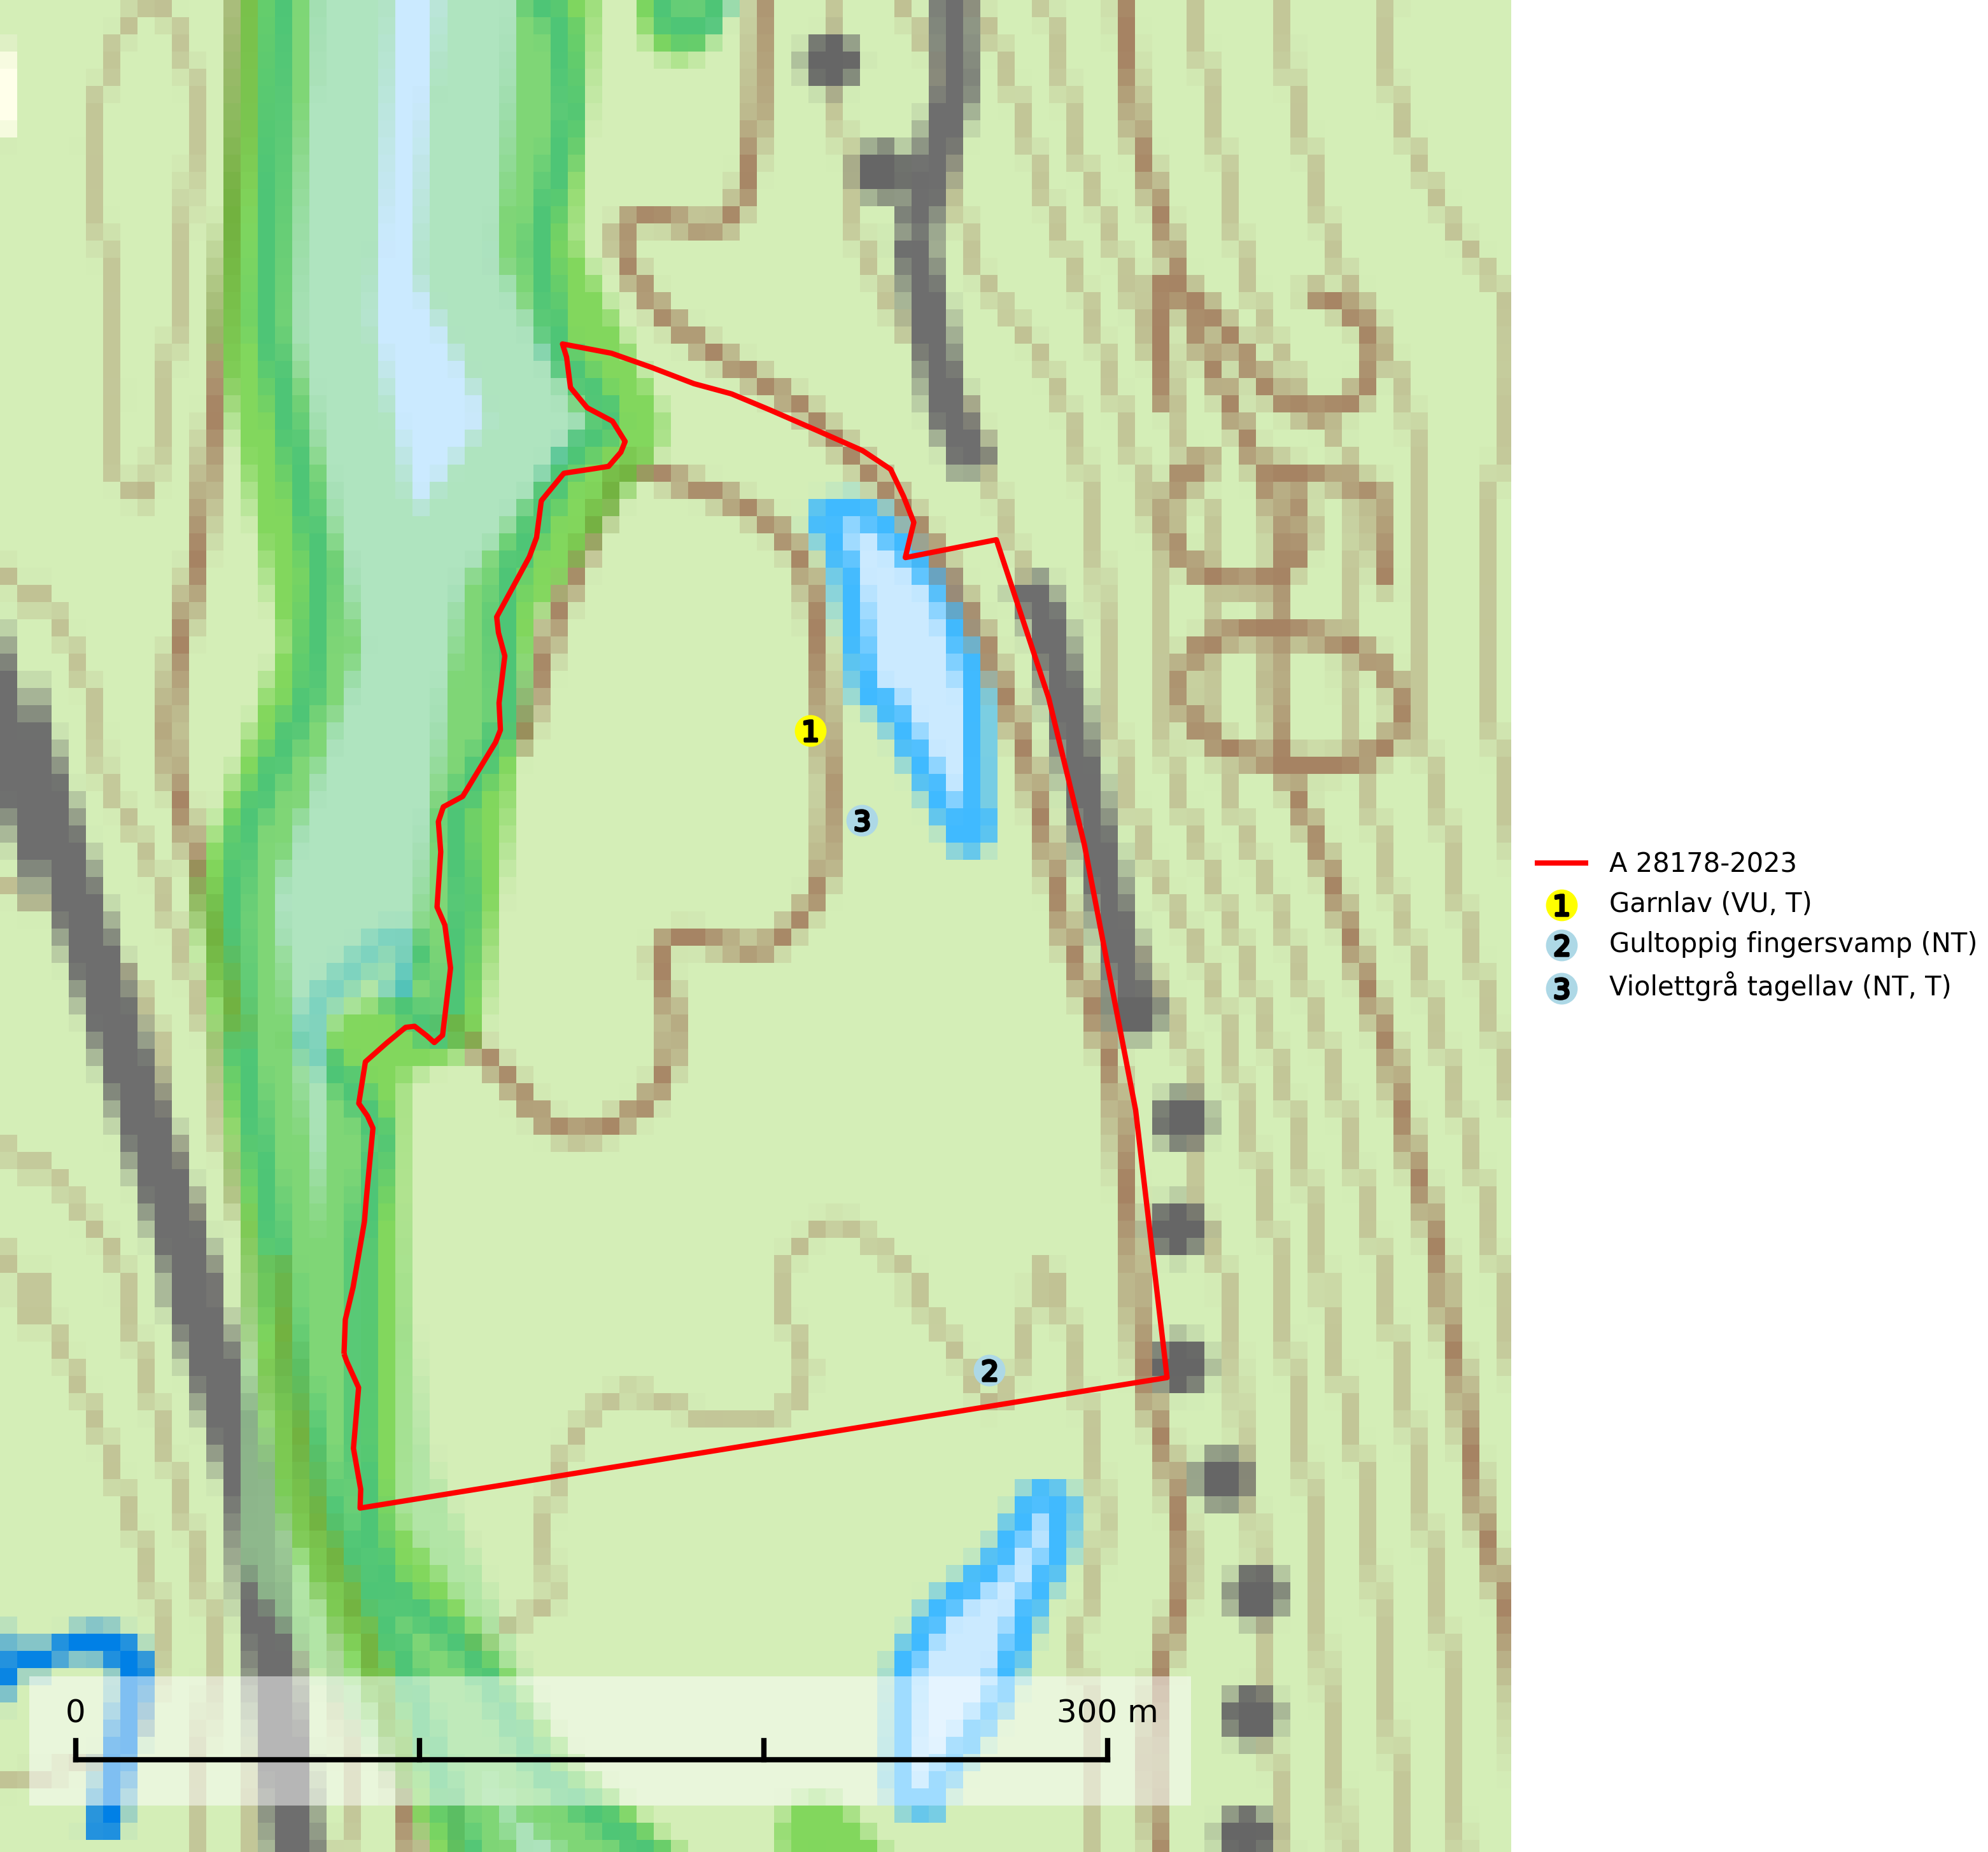 1
3
2
A 28178-2023
1 Garnlav (VU, T)
2 Gultoppig fingersvamp (NT)
3 Violettgrå tagellav (NT, T)
0 300 m